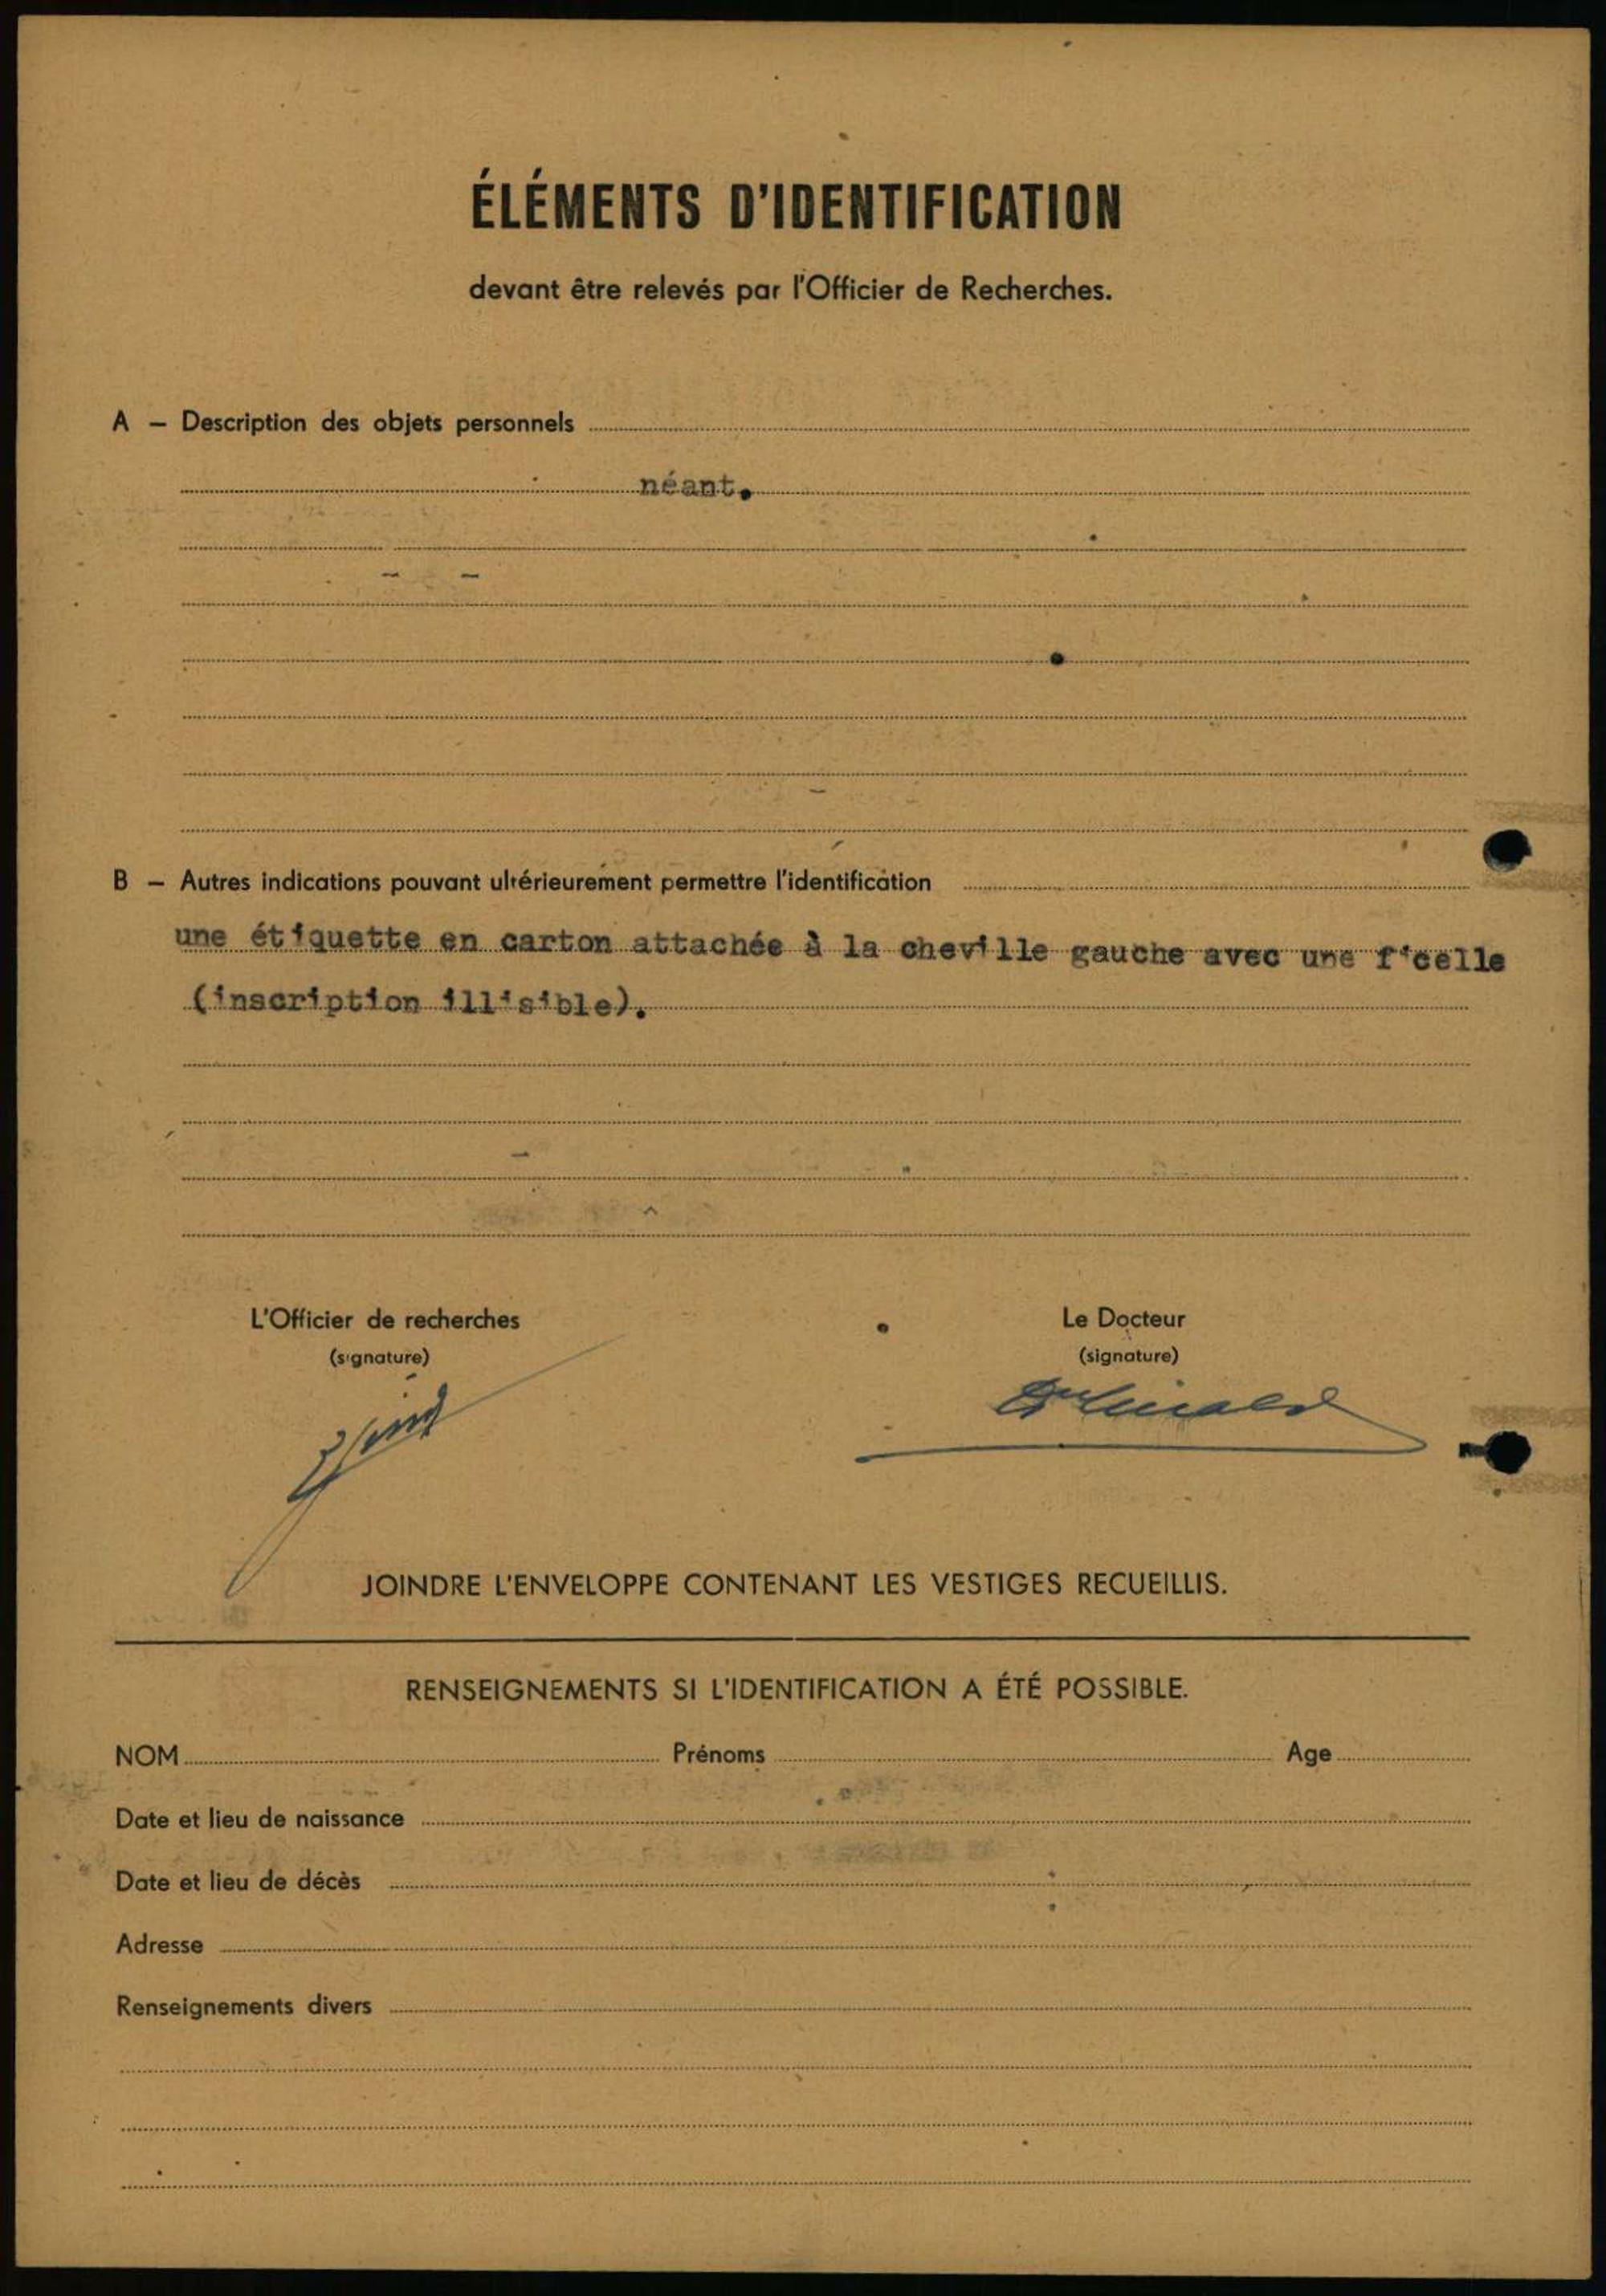 ÉLÉMENTS D'IDENTIFICATION
devant être relevés par l'Officier de Recherches.
A – Description des objets personnels
néant.
B – Autres indications pouvant ultérieurement permettre l'identification
une étiquette en carton attachée à la cheville gauche avec une ficelle
(inscription illisible).
L'Officier de recherches
Le Docteur
(signature)
(signature)
JOINDRE L'ENVELOPPE CONTENANT LES VESTIGES RECUEILLIS.
RENSEIGNEMENTS SI L'IDENTIFICATION A ÉTÉ POSSIBLE.
NOM Prénoms Age
Date et lieu de naissance
Date et lieu de décès
Adresse
Renseignements divers